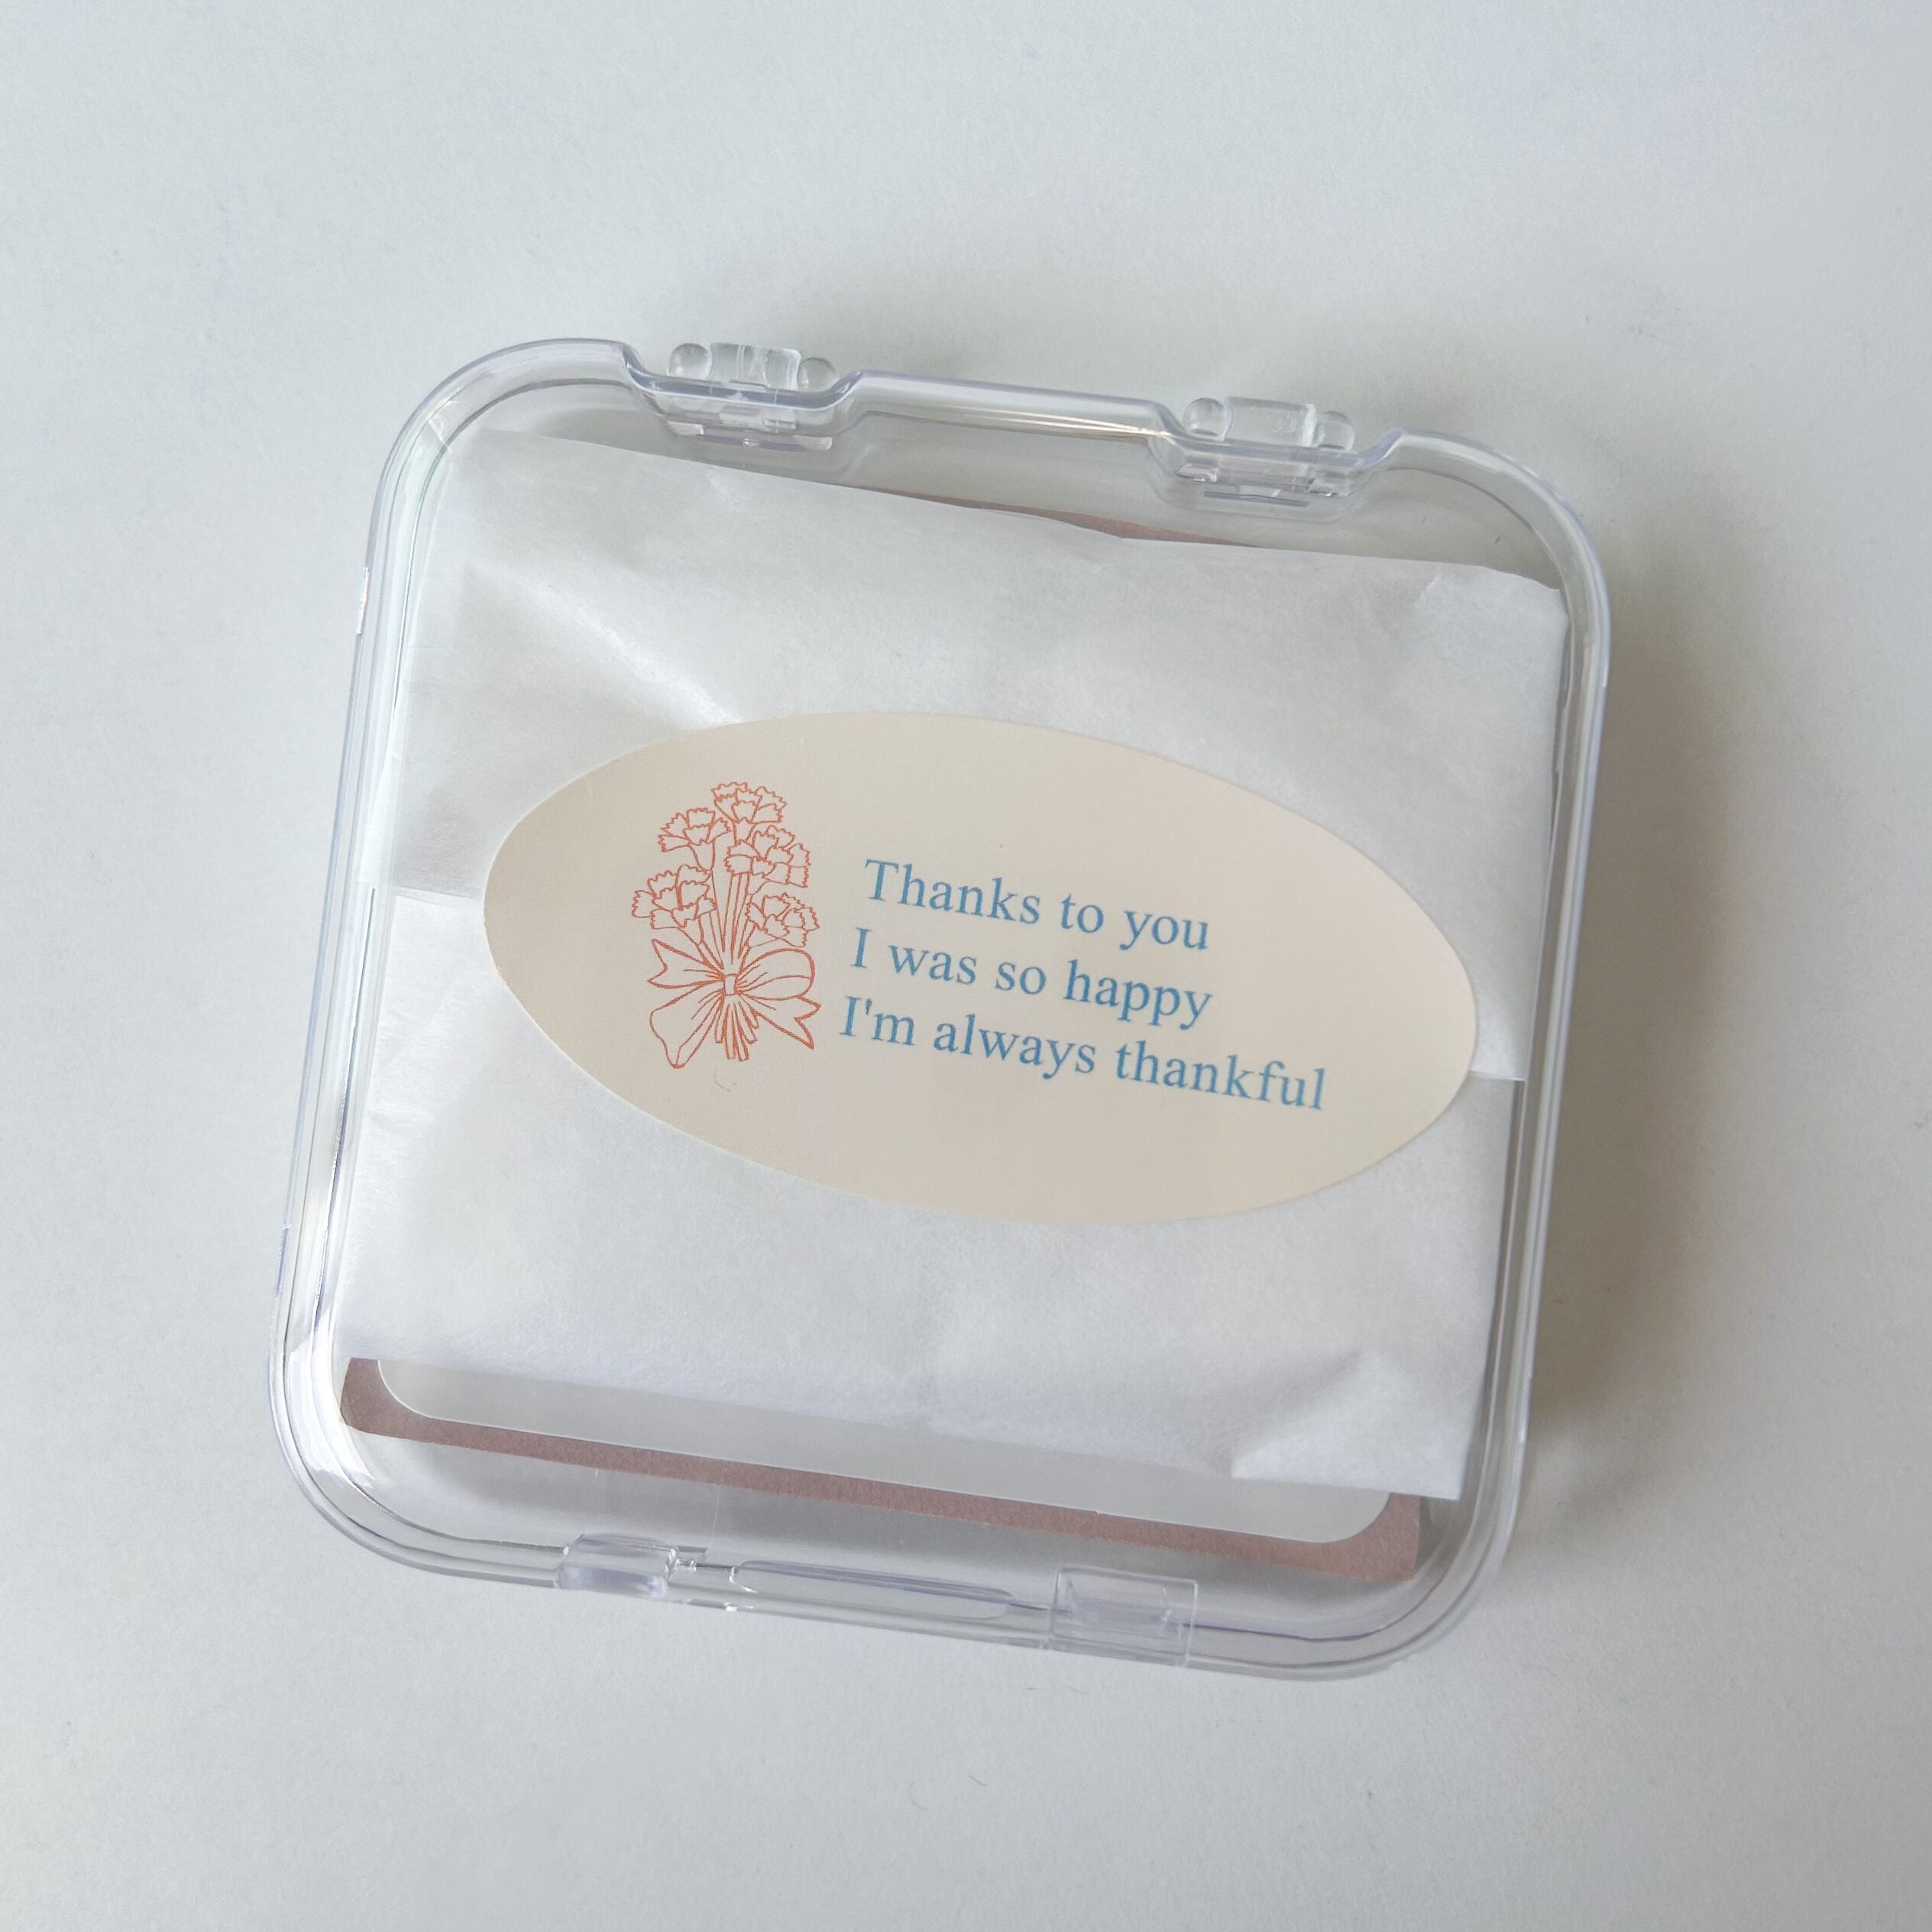 Thanks to you
I was so happy
I'm always thankful